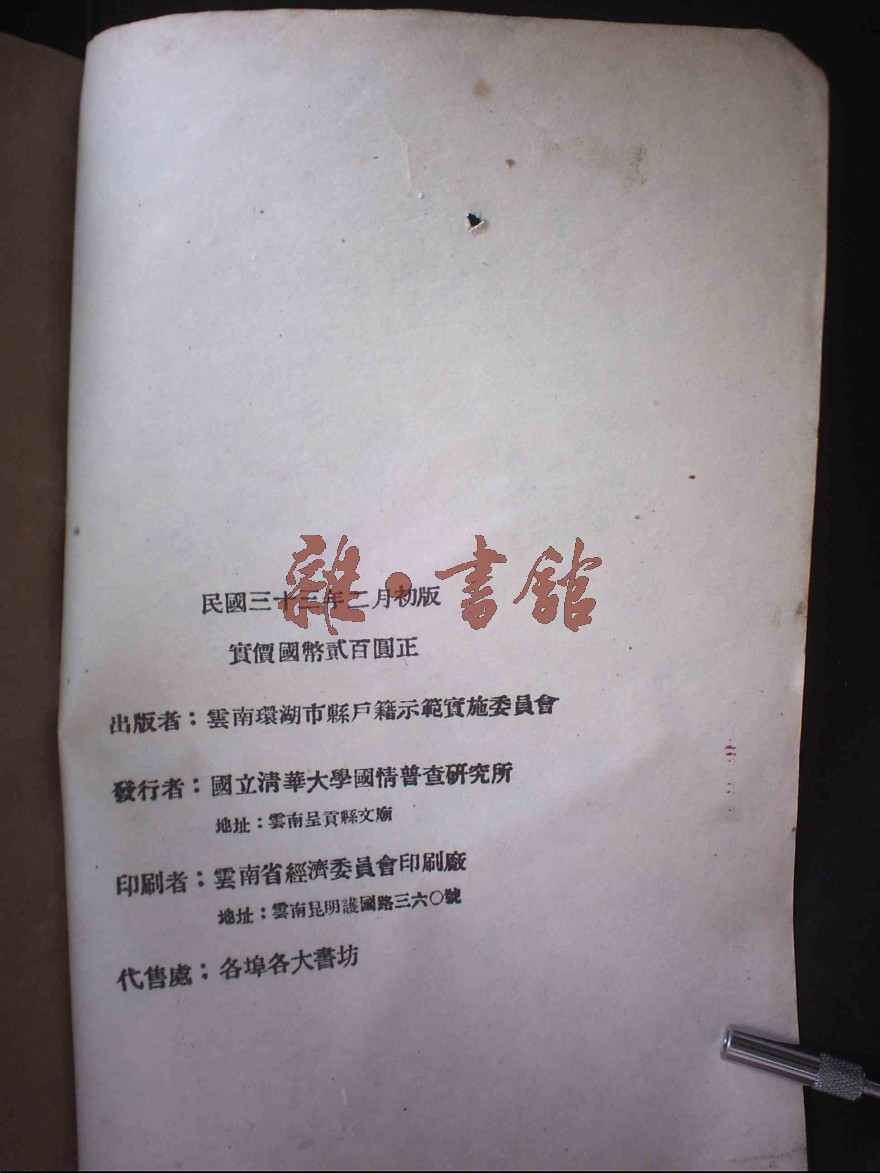 雜·書館
民國三十三年二月初版
實價國幣貳百圓正
出版者：雲南環湖市縣戶籍示範實施委員會
發行者：國立清華大學國情普查研究所
地址：雲南呈貢縣文廟
印刷者：雲南省經濟委員會印刷廠
地址：雲南昆明護國路三六〇號
代售處：各埠各大書坊